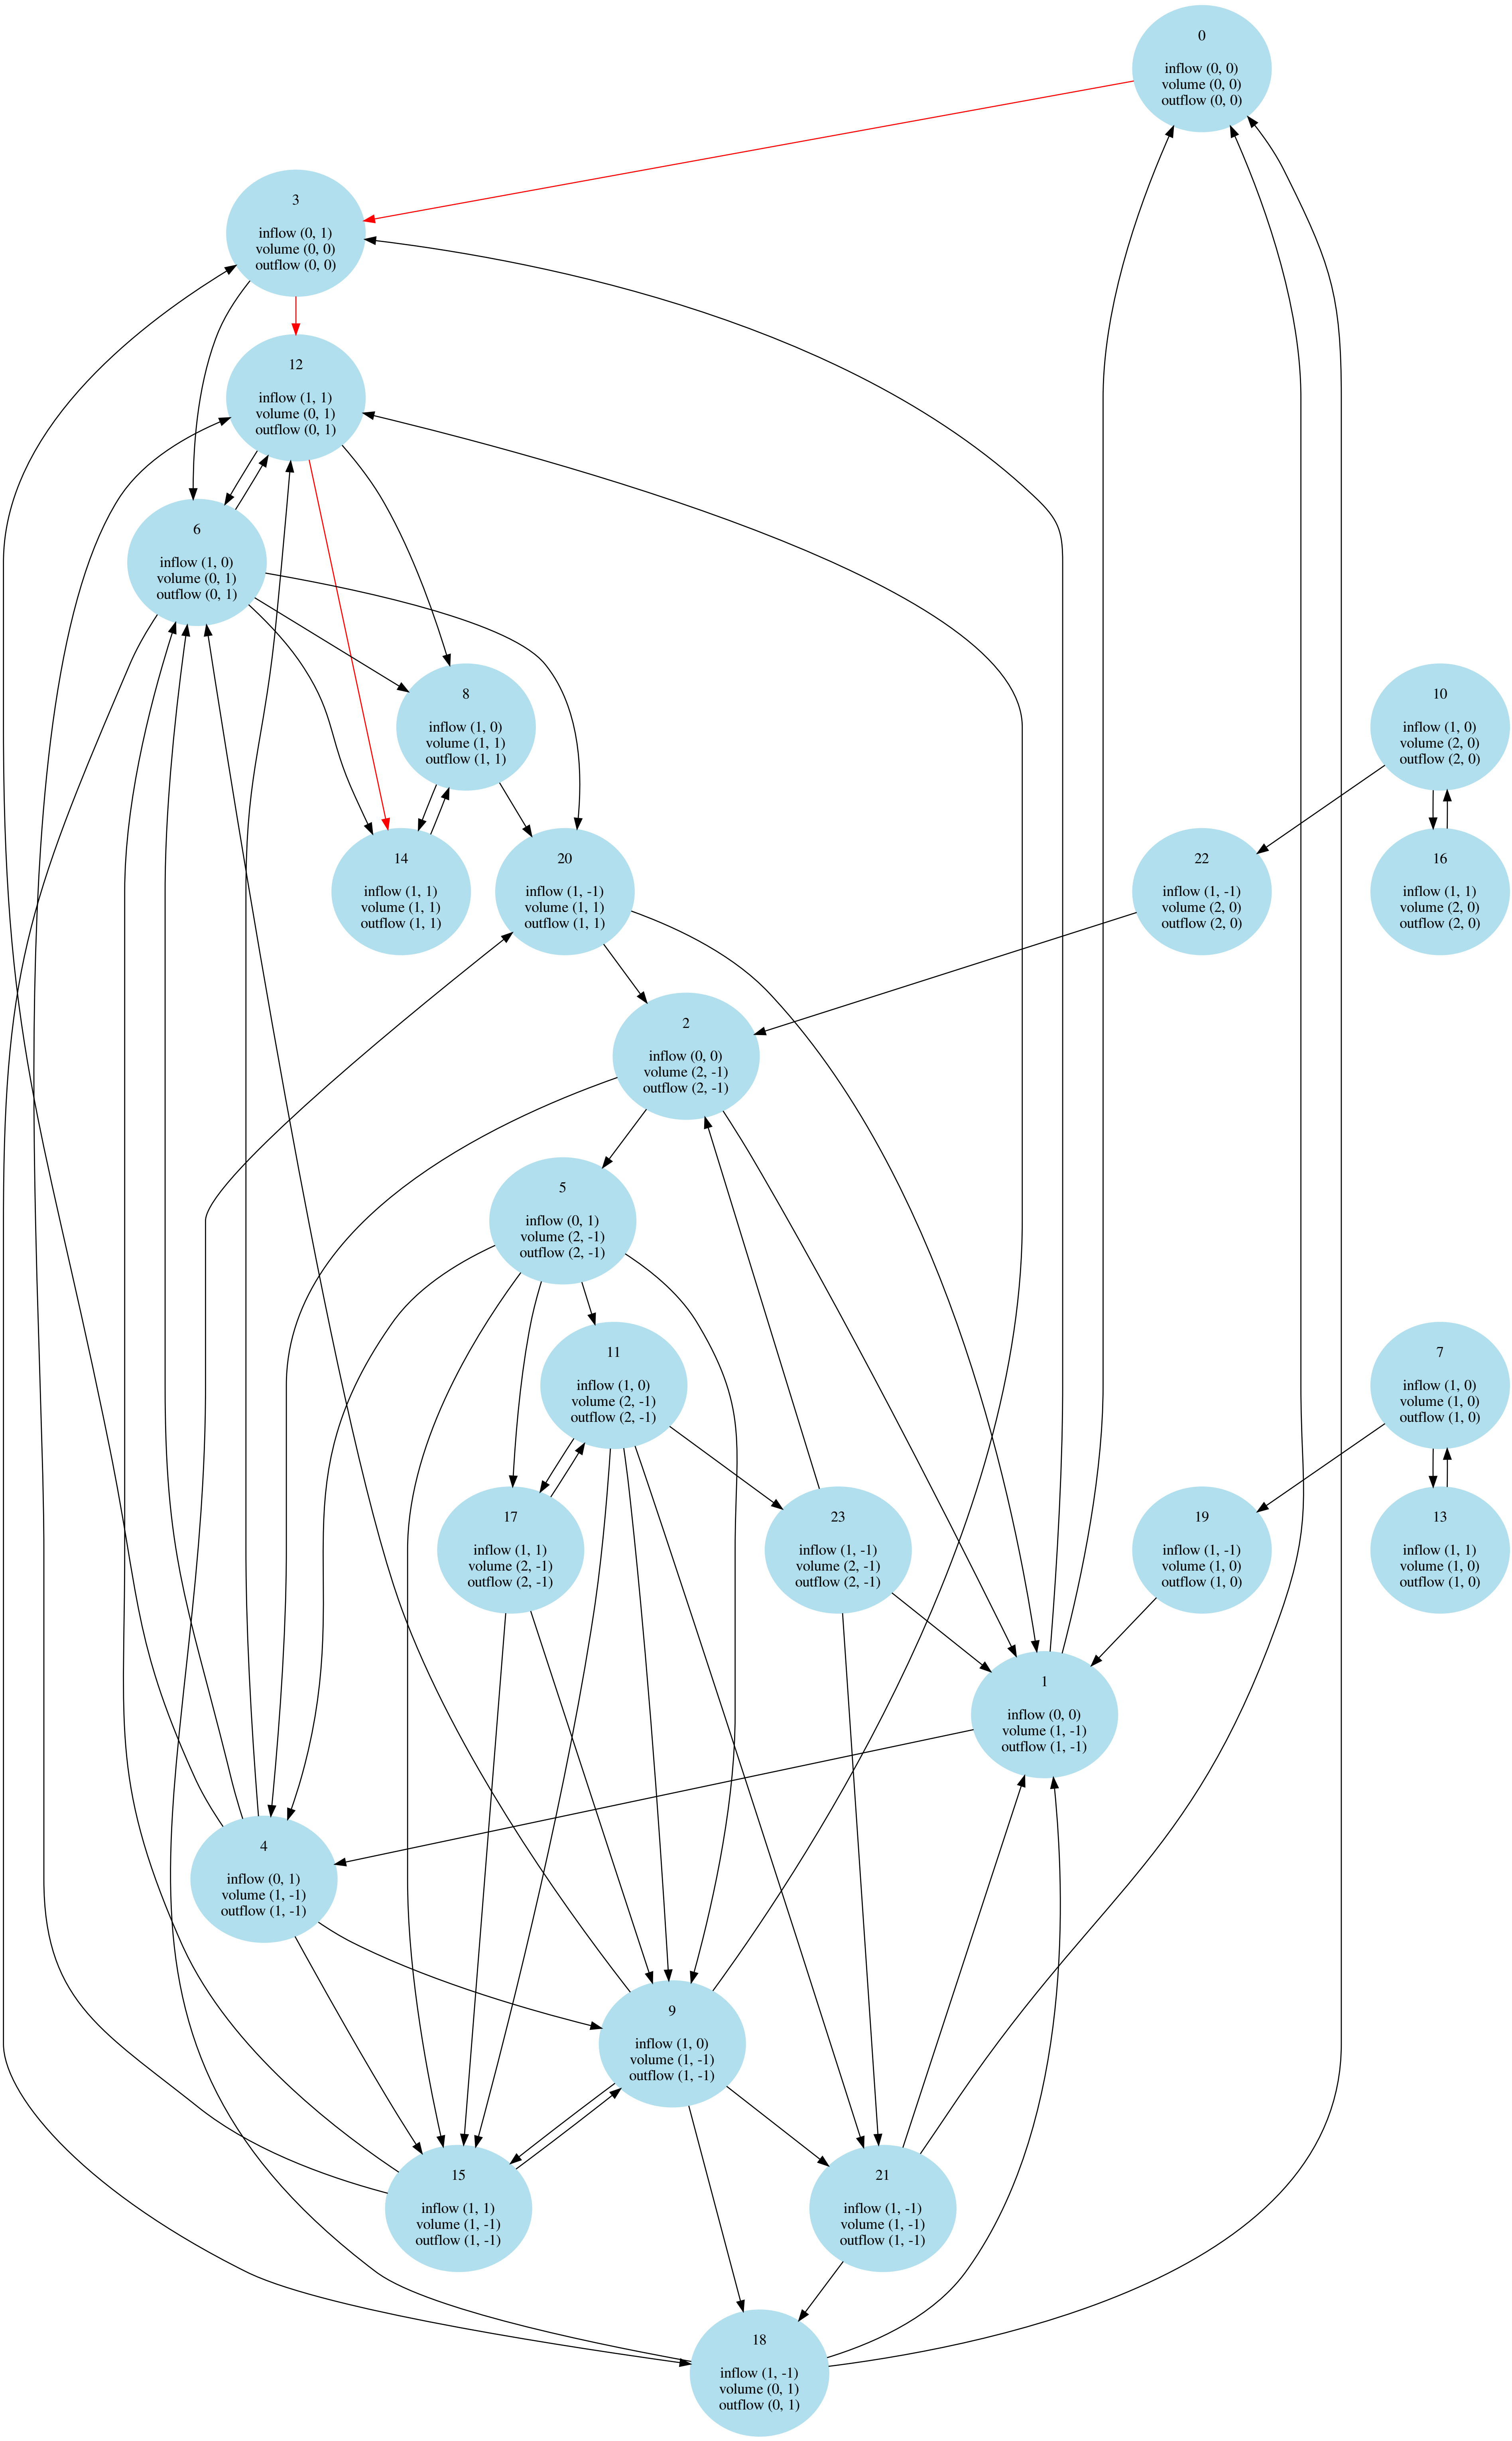 0
inflow (0, 0)
volume (0, 0)
outflow (0, 0)
3
inflow (0, 1)
volume (0, 0)
outflow (0, 0)
12
inflow (1, 1)
volume (0, 1)
outflow (0, 1)
6
inflow (1, 0)
volume (0, 1)
outflow (0, 1)
8
inflow (1, 0)
volume (1, 1)
outflow (1, 1)
10
inflow (1, 0)
volume (2, 0)
outflow (2, 0)
14
inflow (1, 1)
volume (1, 1)
outflow (1, 1)
20
inflow (1, -1)
volume (1, 1)
outflow (1, 1)
22
inflow (1, -1)
volume (2, 0)
outflow (2, 0)
16
inflow (1, 1)
volume (2, 0)
outflow (2, 0)
2
inflow (0, 0)
volume (2, -1)
outflow (2, -1)
5
inflow (0, 1)
volume (2, -1)
outflow (2, -1)
11
inflow (1, 0)
volume (2, -1)
outflow (2, -1)
7
inflow (1, 0)
volume (1, 0)
outflow (1, 0)
17
inflow (1, 1)
volume (2, -1)
outflow (2, -1)
23
inflow (1, -1)
volume (2, -1)
outflow (2, -1)
19
inflow (1, -1)
volume (1, 0)
outflow (1, 0)
13
inflow (1, 1)
volume (1, 0)
outflow (1, 0)
1
inflow (0, 0)
volume (1, -1)
outflow (1, -1)
4
inflow (0, 1)
volume (1, -1)
outflow (1, -1)
9
inflow (1, 0)
volume (1, -1)
outflow (1, -1)
15
inflow (1, 1)
volume (1, -1)
outflow (1, -1)
21
inflow (1, -1)
volume (1, -1)
outflow (1, -1)
18
inflow (1, -1)
volume (0, 1)
outflow (0, 1)